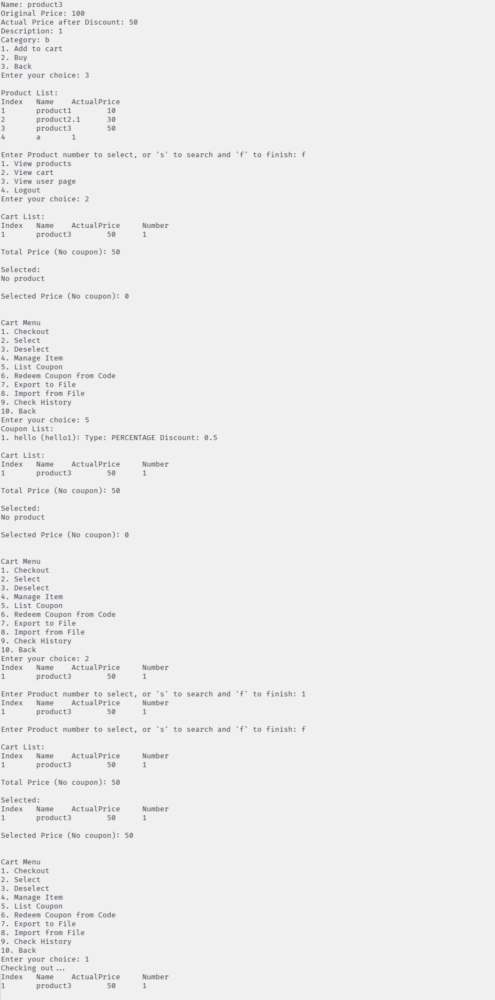 Name: product3
Original Price: 100
Actual Price after Discount: 50
Description: 1
Category: b
1. Add to cart
2. Buy
3. Back
Enter your choice: 3
Product List:
Index Name ActualPrice
1 product1 10
2 product2.1 30
3 product3 50
4 a 1
Enter Product number to select, or 's' to search and 'f' to finish: f
1. View products
2. View cart
3. View user page
4. Logout
Enter your choice: 2
Cart List:
Index Name ActualPrice Number
1 product3 50 1
Total Price (No coupon): 50
Selected:
No product
Selected Price (No coupon): 0
Cart Menu
1. Checkout
2. Select
3. Deselect
4. Manage Item
5. List Coupon
6. Redeem Coupon from Code
7. Export to File
8. Import from File
9. Check History
10. Back
Enter your choice: 5
Coupon List:
1. hello (hello1): Type: PERCENTAGE Discount: 0.5
Cart List:
Index Name ActualPrice Number
1 product3 50 1
Total Price (No coupon): 50
Selected:
No product
Selected Price (No coupon): 0
Cart Menu
1. Checkout
2. Select
3. Deselect
4. Manage Item
5. List Coupon
6. Redeem Coupon from Code
7. Export to File
8. Import from File
9. Check History
10. Back
Enter your choice: 2
Index Name ActualPrice Number
1 product3 50 1
Enter Product number to select, or 's' to search and 'f' to finish: 1
Index Name ActualPrice Number
1 product3 50 1
Enter Product number to select, or 's' to search and 'f' to finish: f
Cart List:
Index Name ActualPrice Number
1 product3 50 1
Total Price (No coupon): 50
Selected:
Index Name ActualPrice Number
1 product3 50 1
Selected Price (No coupon): 50
Cart Menu
1. Checkout
2. Select
3. Deselect
4. Manage Item
5. List Coupon
6. Redeem Coupon from Code
7. Export to File
8. Import from File
9. Check History
10. Back
Enter your choice: 1
Checking out...
Index Name ActualPrice Number
1 product3 50 1